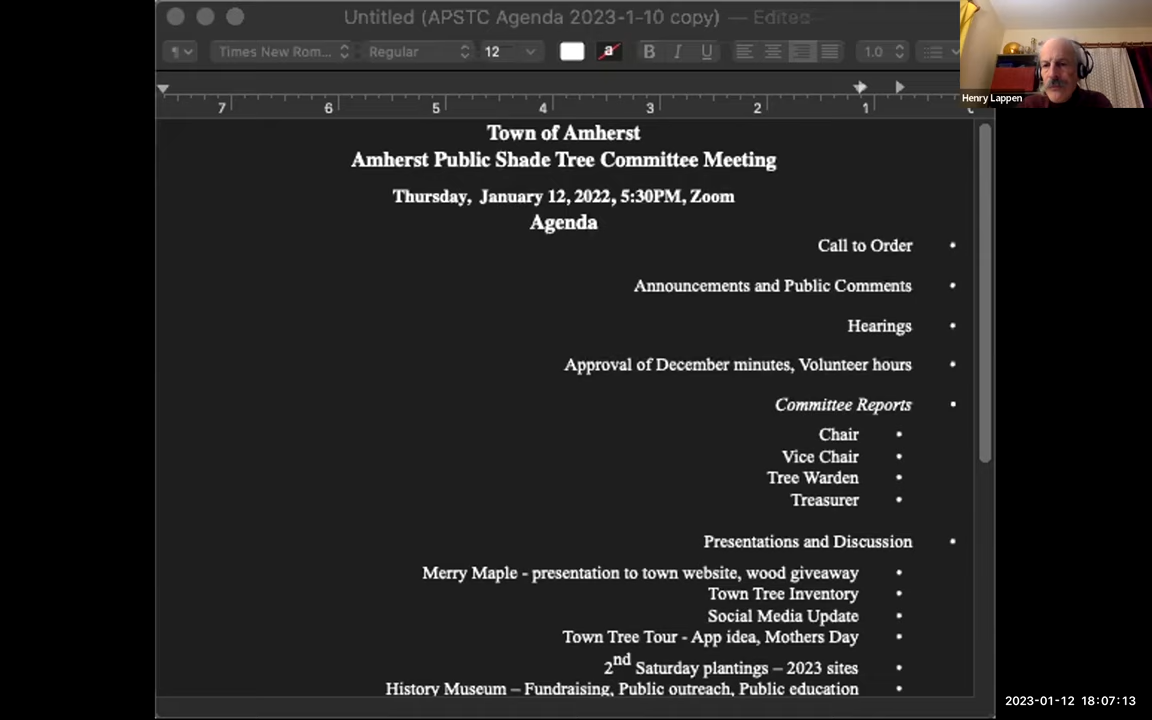 Untitled (APSTC Agenda 2023-1-10 copy) — Edited
¶ Times New Rom... Regular 12 a B I U 1.0
7 6 5 4 3 2 1
Henry Lappen
Town of Amherst
Amherst Public Shade Tree Committee Meeting
Thursday, January 12, 2022, 5:30PM, Zoom
Agenda
Call to Order •
Announcements and Public Comments •
Hearings •
Approval of December minutes, Volunteer hours •
Committee Reports •
Chair •
Vice Chair •
Tree Warden •
Treasurer •
Presentations and Discussion •
Merry Maple - presentation to town website, wood giveaway •
Town Tree Inventory •
Social Media Update •
Town Tree Tour - App idea, Mothers Day •
2nd Saturday plantings – 2023 sites •
History Museum – Fundraising, Public outreach, Public education •
2023-01-12 18:07:13